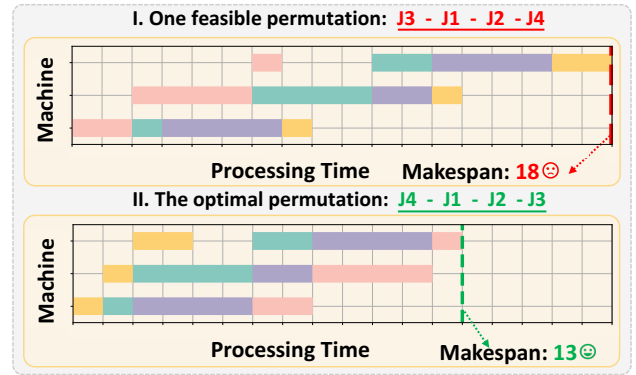 I. One feasible permutation: J3 - J1 - J2 - J4
Machine
Processing Time
Makespan: 18
II. The optimal permutation: J4 - J1 - J2 - J3
Machine
Processing Time
Makespan: 13